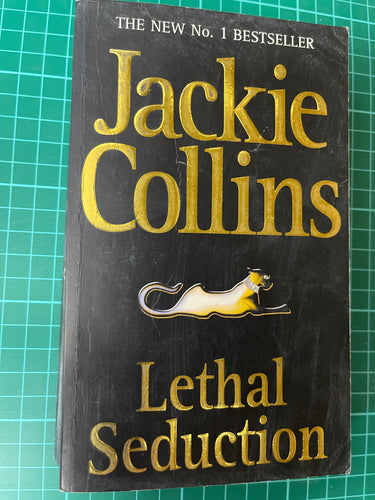 THE NEW No. 1 BESTSELLER
Jackie
Collins
Lethal
Seduction